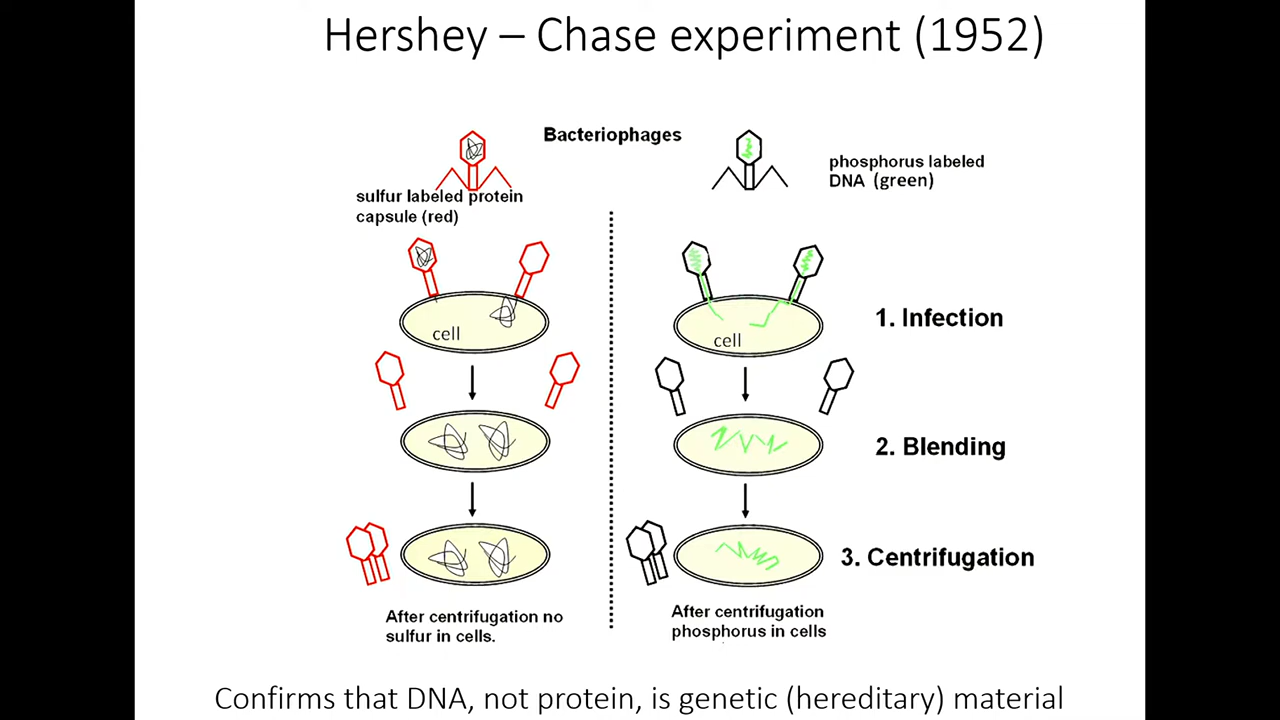 Hershey – Chase experiment (1952)
Bacteriophages
sulfur labeled protein
capsule (red)
phosphorus labeled
DNA (green)
cell
cell
1. Infection
2. Blending
3. Centrifugation
After centrifugation no
sulfur in cells.
After centrifugation
phosphorus in cells
Confirms that DNA, not protein, is genetic (hereditary) material